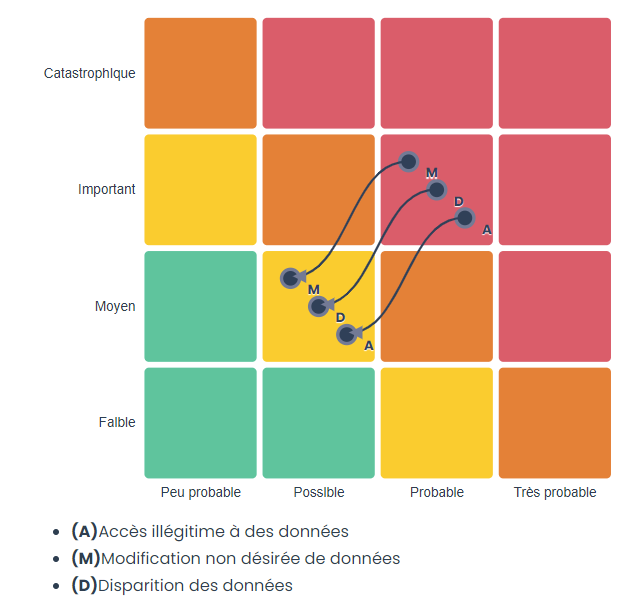 Catastrophique
Important
M
D
A
Moyen
M
D
A
Faible
Peu probable Possible Probable Très probable
(A)Accès illégitime à des données
(M)Modification non désirée de données
(D)Disparition des données